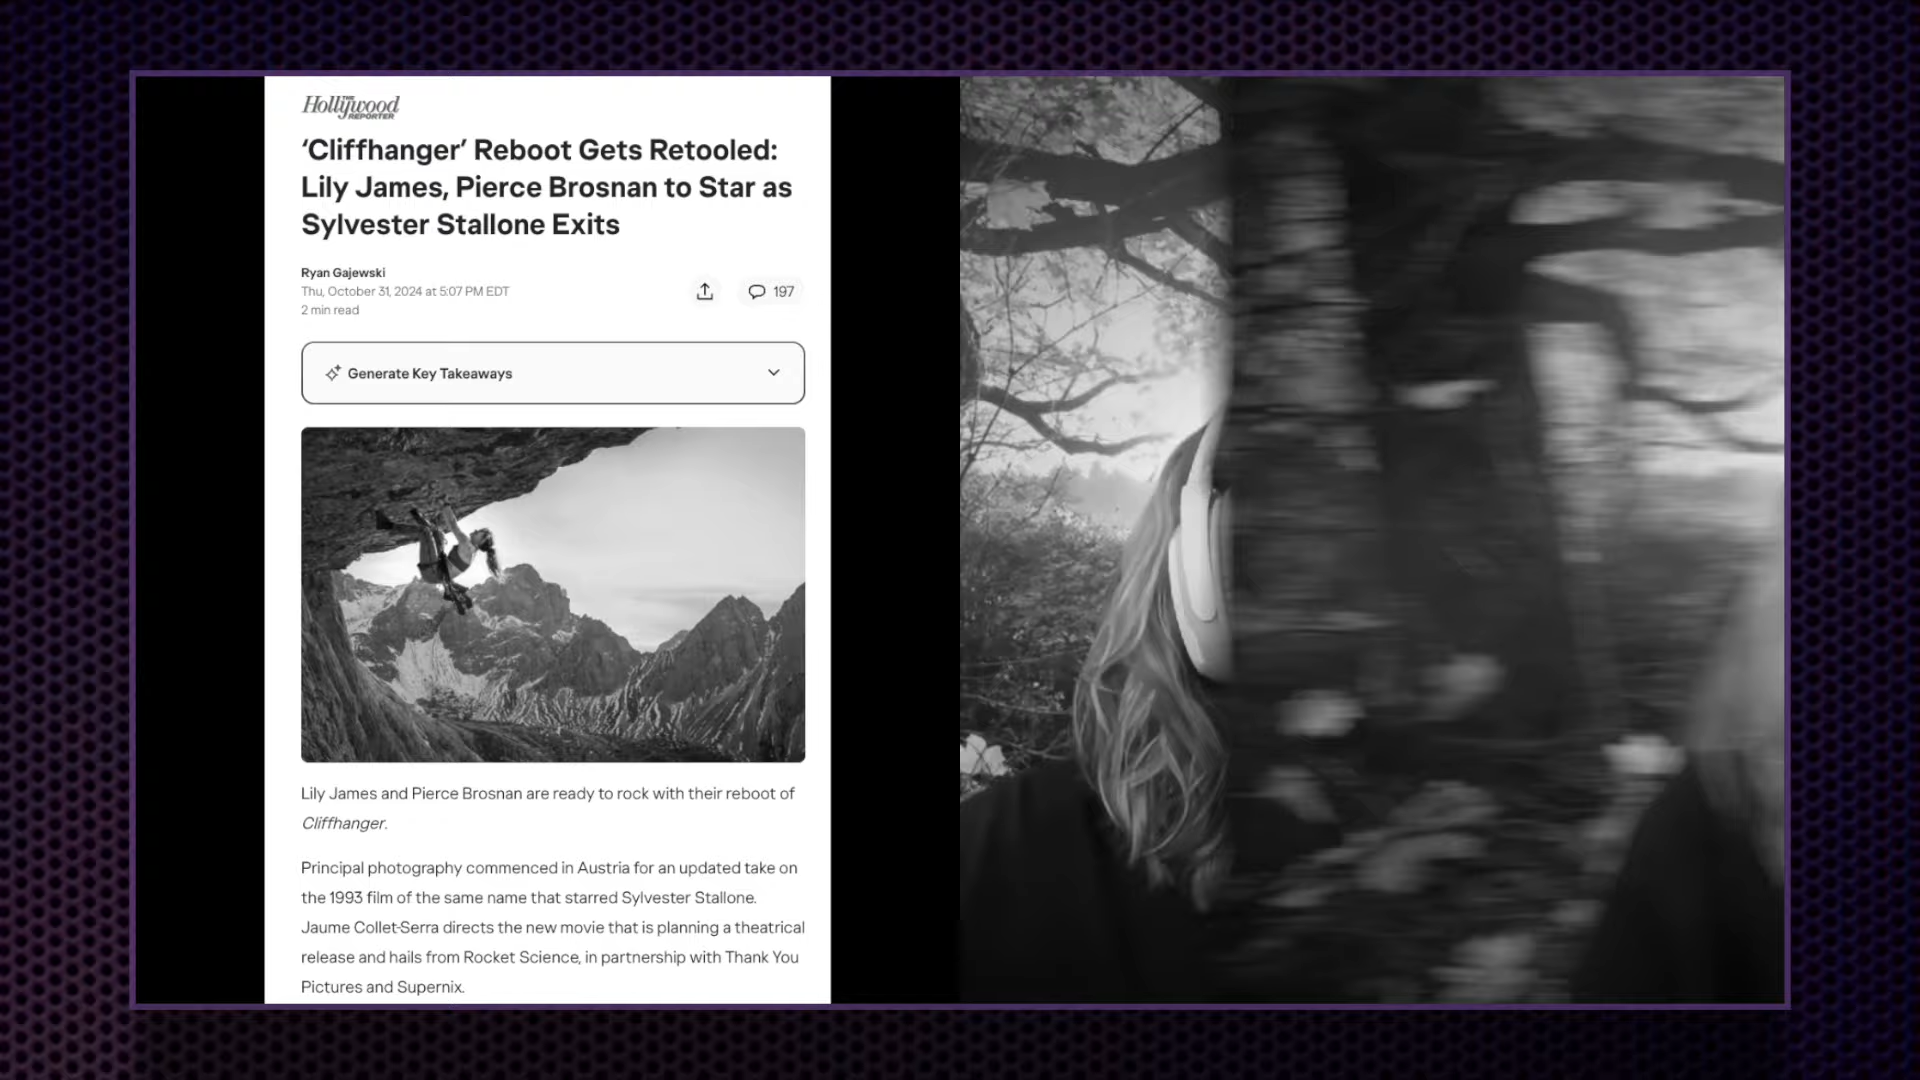 THE
Hollywood
REPORTER
‘Cliffhanger’ Reboot Gets Retooled:
Lily James, Pierce Brosnan to Star as
Sylvester Stallone Exits
Ryan Gajewski
Thu, October 31, 2024 at 5:07 PM EDT
197
2 min read
Generate Key Takeaways
Lily James and Pierce Brosnan are ready to rock with their reboot of
Cliffhanger.
Principal photography commenced in Austria for an updated take on
the 1993 film of the same name that starred Sylvester Stallone.
Jaume Collet-Serra directs the new movie that is planning a theatrical
release and hails from Rocket Science, in partnership with Thank You
Pictures and Supernix.